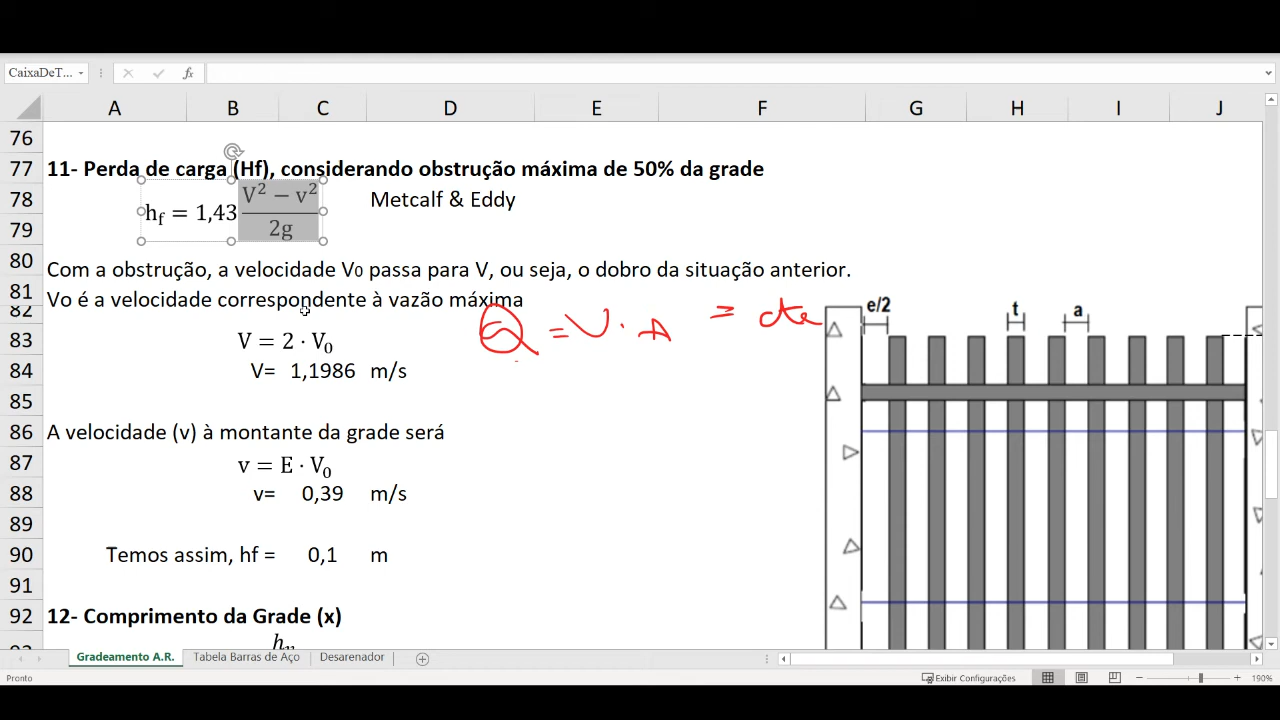 CaixaDeT...
fx
A B C D E F G H I J
76
77 11- Perda de carga (Hf), considerando obstrução máxima de 50% da grade
78 hf = 1,43 V² − v² / 2g Metcalf & Eddy
79
80 Com a obstrução, a velocidade V0 passa para V, ou seja, o dobro da situação anterior.
81 Vo é a velocidade correspondente à vazão máxima
82 e/2 t a
Q = V. A = cte
83 V = 2 · V0
84 V= 1,1986 m/s
85
86 A velocidade (v) à montante da grade será
87 v = E · V0
88 v= 0,39 m/s
89
90 Temos assim, hf = 0,1 m
91
92 12- Comprimento da Grade (x)
Gradeamento A.R. Tabela Barras de Aço Desarenador
Pronto Exibir Configurações 190%